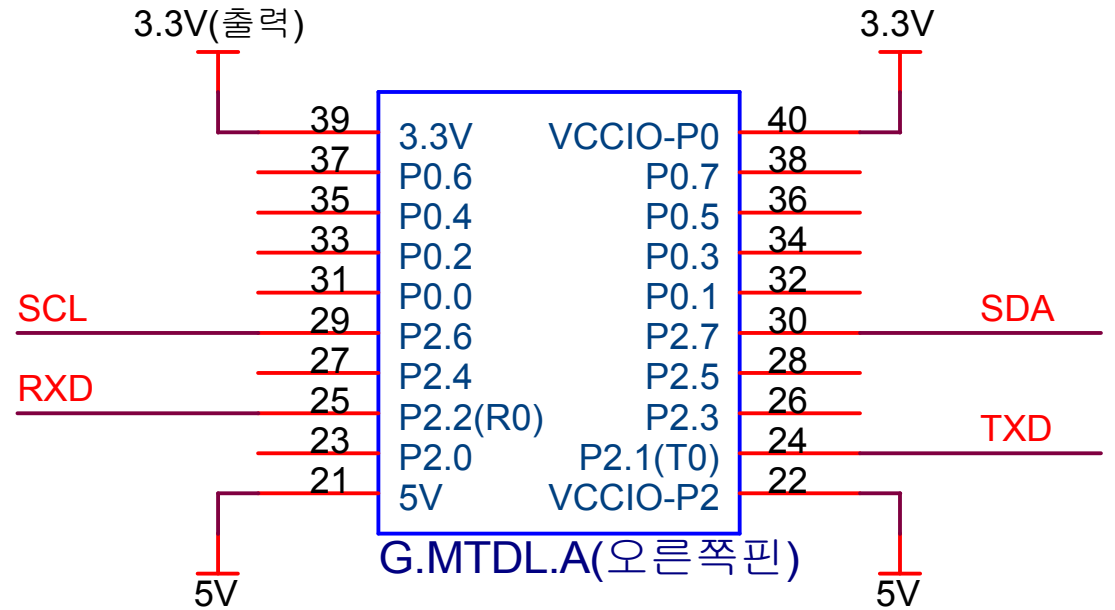 3.3V(출력) 3.3V
39 3.3V VCCIO-P0 40
37 P0.6 P0.7 38
35 P0.4 P0.5 36
33 P0.2 P0.3 34
31 P0.0 P0.1 32
SCL 29 P2.6 P2.7 30 SDA
27 P2.4 P2.5 28
RXD 25 P2.2(R0) P2.3 26
23 P2.0 P2.1(T0) 24 TXD
21 5V VCCIO-P2 22
G.MTDL.A(오른쪽핀)
5V 5V